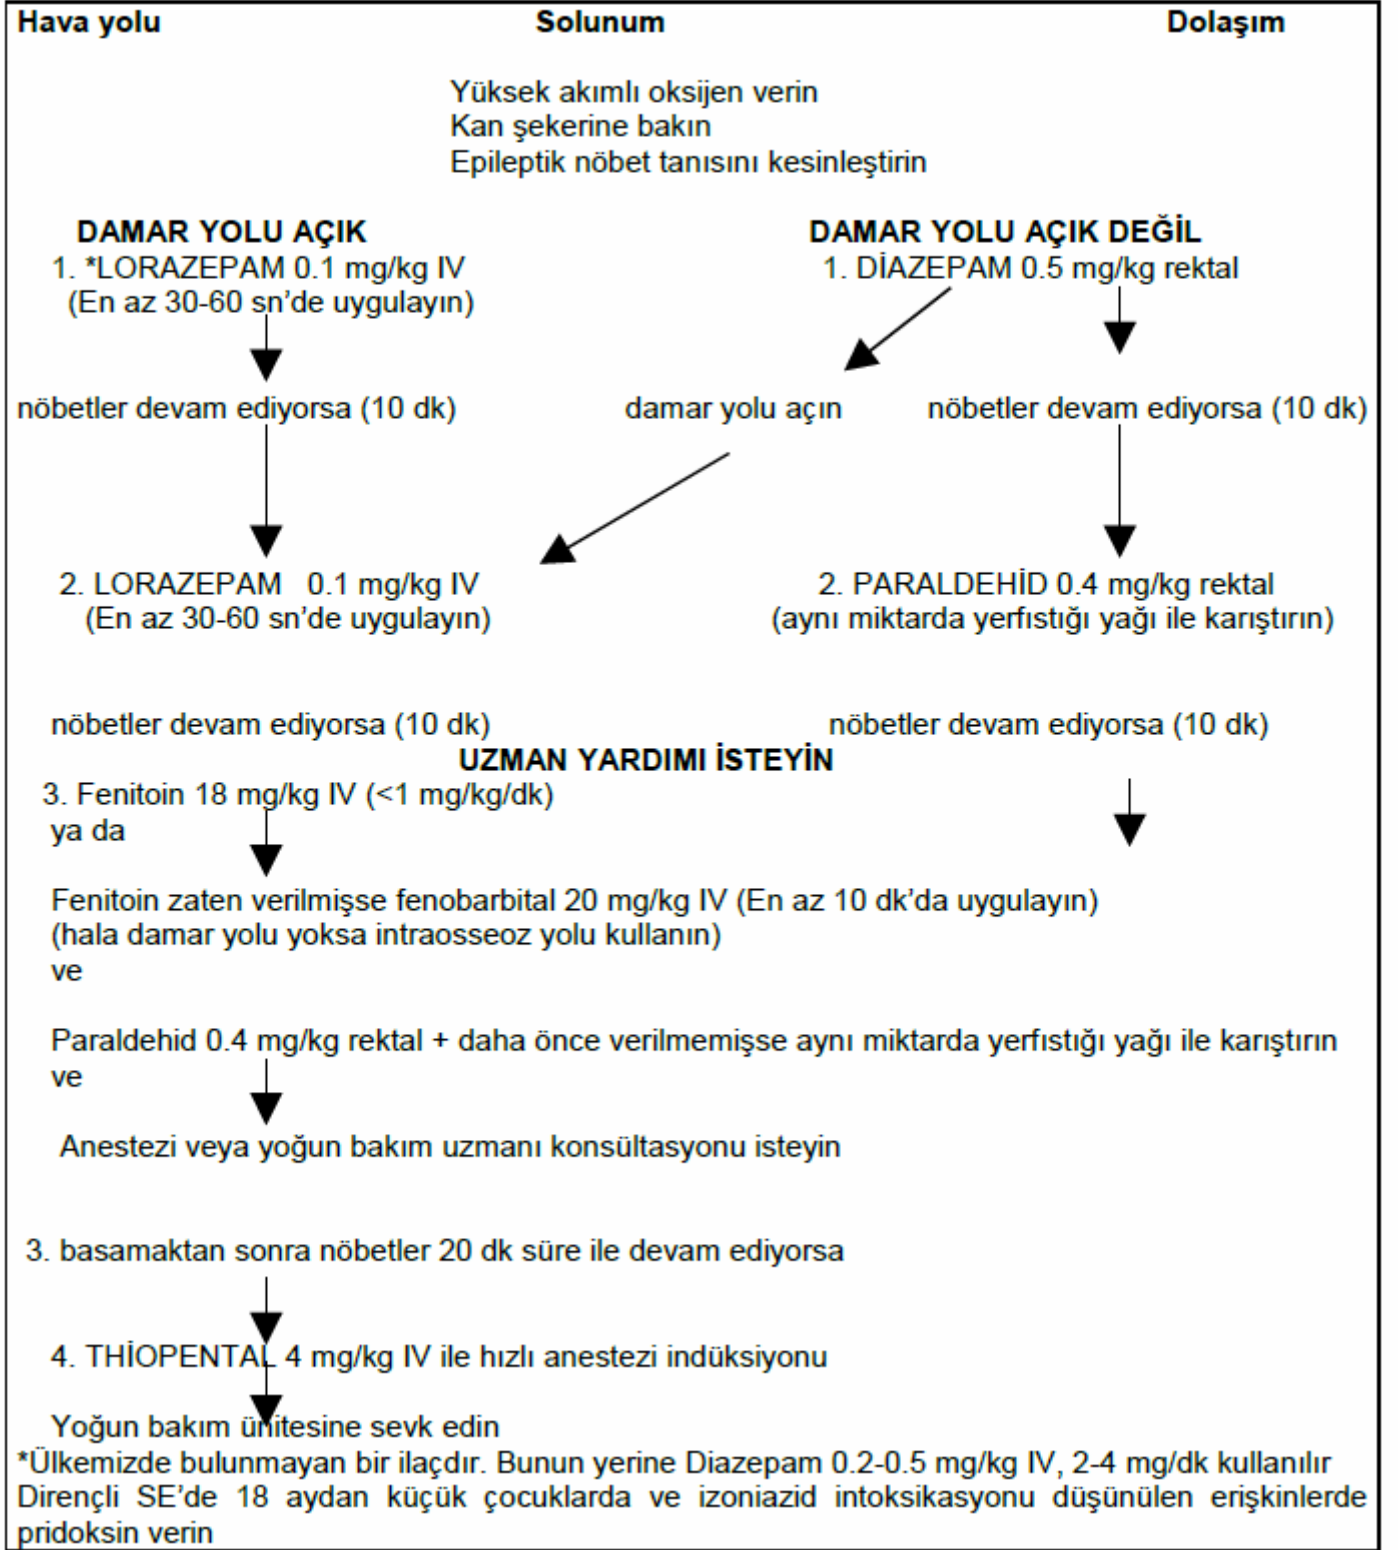 Hava yolu Solunum Dolaşım
Yüksek akımlı oksijen verin
Kan şekerine bakın
Epileptik nöbet tanısını kesinleştirin
DAMAR YOLU AÇIK DAMAR YOLU AÇIK DEĞİL
1. *LORAZEPAM 0.1 mg/kg IV 1. DİAZEPAM 0.5 mg/kg rektal
(En az 30-60 sn’de uygulayın)
nöbetler devam ediyorsa (10 dk) damar yolu açın nöbetler devam ediyorsa (10 dk)
2. LORAZEPAM 0.1 mg/kg IV 2. PARALDEHİD 0.4 mg/kg rektal
(En az 30-60 sn’de uygulayın) (aynı miktarda yerfıstığı yağı ile karıştırın)
nöbetler devam ediyorsa (10 dk) nöbetler devam ediyorsa (10 dk)
UZMAN YARDIMI İSTEYİN
3. Fenitoin 18 mg/kg IV (<1 mg/kg/dk)
ya da
Fenitoin zaten verilmişse fenobarbital 20 mg/kg IV (En az 10 dk’da uygulayın)
(hala damar yolu yoksa intraosseoz yolu kullanın)
ve
Paraldehid 0.4 mg/kg rektal + daha önce verilmemişse aynı miktarda yerfıstığı yağı ile karıştırın
ve
Anestezi veya yoğun bakım uzmanı konsültasyonu isteyin
3. basamaktan sonra nöbetler 20 dk süre ile devam ediyorsa
4. THİOPENTAL 4 mg/kg IV ile hızlı anestezi indüksiyonu
Yoğun bakım ünitesine sevk edin
*Ülkemizde bulunmayan bir ilaçdır. Bunun yerine Diazepam 0.2-0.5 mg/kg IV, 2-4 mg/dk kullanılır
Dirençli SE’de 18 aydan küçük çocuklarda ve izoniazid intoksikasyonu düşünülen erişkinlerde
pridoksin verin